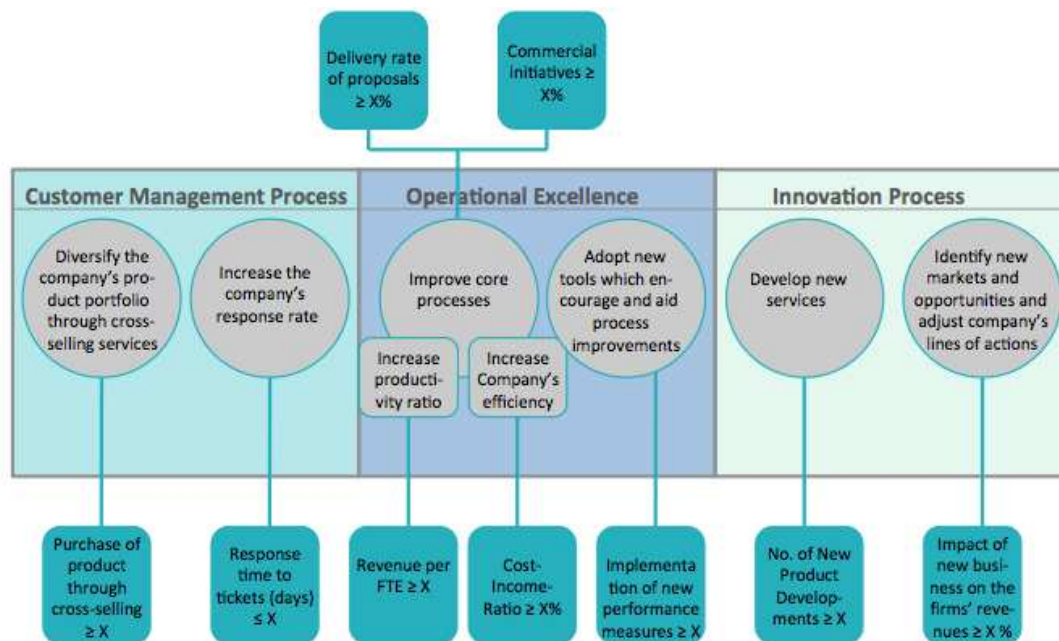 Delivery rate
of proposals
≥ X%
Commercial
initiatives ≥
X%
Customer Management Process
Operational Excellence
Innovation Process
Diversify the
company's pro-
duct portfolio
through cross-
selling services
Increase the
company's
response rate
Improve core
processes
Adopt new
tools which en-
courage and aid
process
improvements
Develop new
services
Identify new
markets and
opportunities and
adjust company's
lines of actions
Increase
producti-
vity ratio
Increase
Company's
efficiency
Purchase of
product
through
cross-selling
≥ X
Response
time to
tickets (days)
≤ X
Revenue per
FTE ≥ X
Cost-
Income-
Ratio ≥ X%
Implementa
tion of new
performance
measures ≥ X
No. of New
Product
Develop-
ments ≥ X
Impact of
new busi-
ness on the
firms' reve-
nues ≥ X %